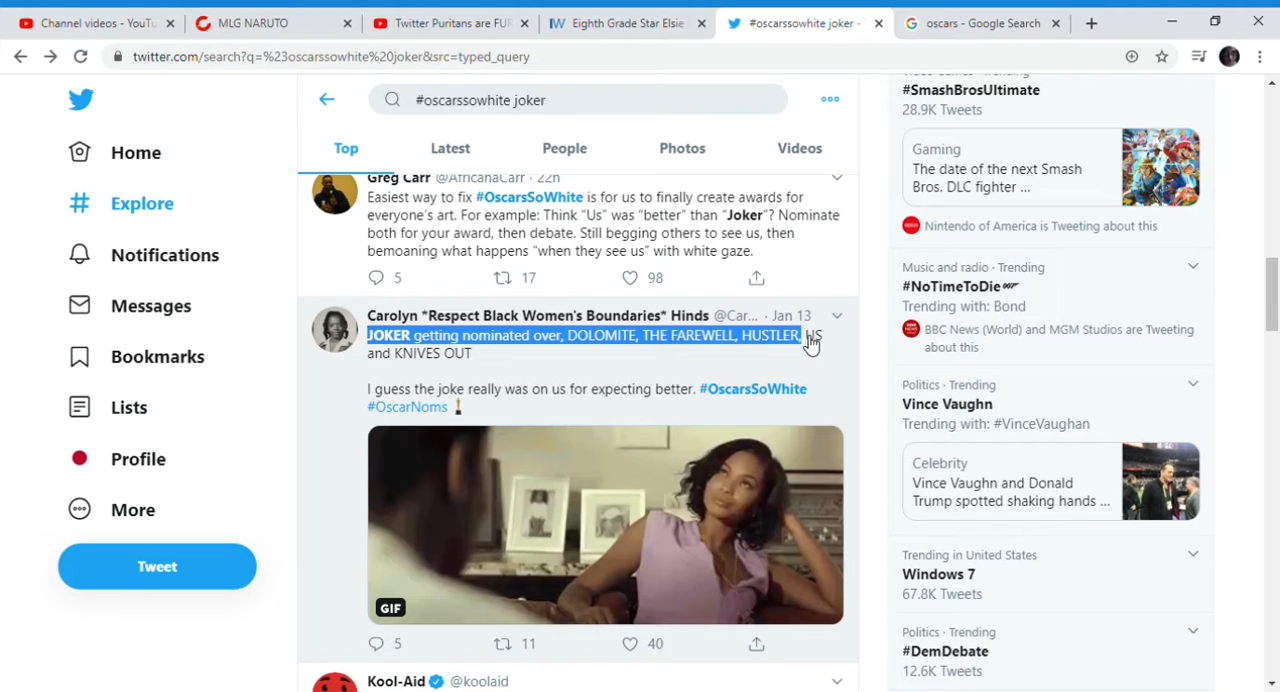 Channel videos - YouTu
MLG NARUTO
Twitter Puritans are FUR
Eighth Grade Star Elsie
#oscarssowhite joker -
oscars - Google Search
twitter.com/search?q=%23oscarssowhite%20joker&src=typed_query
#oscarssowhite joker
Top
Latest
People
Photos
Videos
Home
Explore
Notifications
Messages
Bookmarks
Lists
Profile
More
Tweet
Greg Carr @AfricanaCarr · 22h
Easiest way to fix #OscarsSoWhite is for us to finally create awards for
everyone's art. For example: Think “Us” was “better” than “Joker”? Nominate
both for your award, then debate. Still begging others to see us, then
bemoaning what happens “when they see us” with white gaze.
5 17 98
Carolyn *Respect Black Women's Boundaries* Hinds @Car... · Jan 13
JOKER getting nominated over, DOLOMITE, THE FAREWELL, HUSTLER, US
and KNIVES OUT
I guess the joke really was on us for expecting better. #OscarsSoWhite
#OscarNoms
GIF
5 11 40
Kool-Aid @koolaid
Video Games · Trending
#SmashBrosUltimate
28.9K Tweets
Gaming
The date of the next Smash
Bros. DLC fighter ...
Nintendo of America is Tweeting about this
Music and radio · Trending
#NoTimeToDie
Trending with: Bond
BBC News (World) and MGM Studios are Tweeting
about this
Politics · Trending
Vince Vaughn
Trending with: #VinceVaughan
Celebrity
Vince Vaughn and Donald
Trump spotted shaking hands ...
Trending in United States
Windows 7
67.8K Tweets
Politics · Trending
#DemDebate
12.6K Tweets